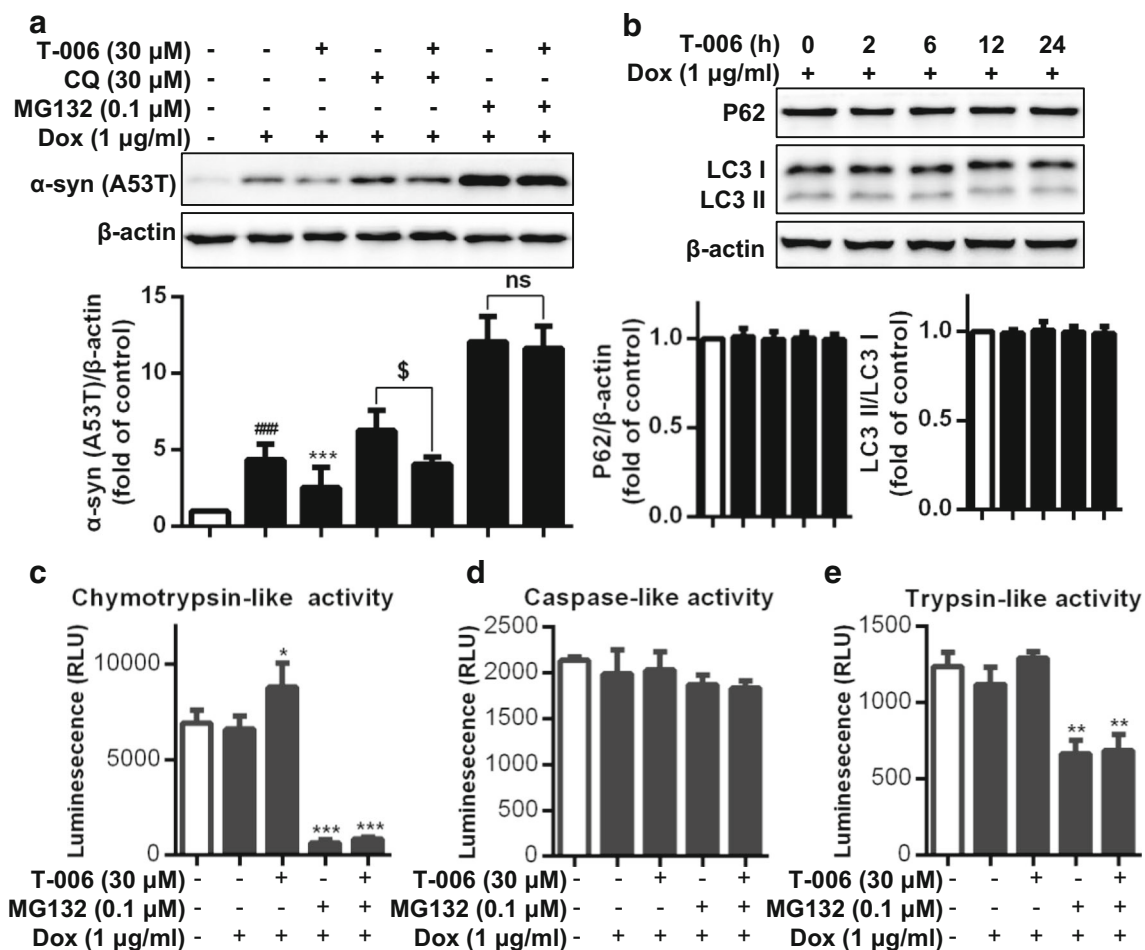 a
T-006 (30 µM) - - + - + - +
CQ (30 µM) - - - + + - -
MG132 (0.1 µM) - - - - - + +
Dox (1 µg/ml) - + + + + + +
α-syn (A53T)
β-actin
α-syn (A53T)/β-actin
(fold of control)
15
10
5
0
###
***
$
ns
b
T-006 (h) 0 2 6 12 24
Dox (1 µg/ml) + + + + +
P62
LC3 I
LC3 II
β-actin
P62/β-actin
(fold of control)
1.0
0.5
0.0
LC3 II/LC3 I
(fold of control)
1.0
0.5
0.0
c
Chymotrypsin-like activity
Luminesecence (RLU)
10000
5000
0
*
***
***
T-006 (30 µM) - - + - +
MG132 (0.1 µM) - - - + +
Dox (1 µg/ml) - + + + +
d
Caspase-like activity
Luminesecence (RLU)
2500
2000
1500
1000
500
0
T-006 (30 µM) - - + - +
MG132 (0.1 µM) - - - + +
Dox (1 µg/ml) - + + + +
e
Trypsin-like activity
Luminesecence (RLU)
1500
1000
500
0
**
**
T-006 (30 µM) - - + - +
MG132 (0.1 µM) - - - + +
Dox (1 µg/ml) - + + + +